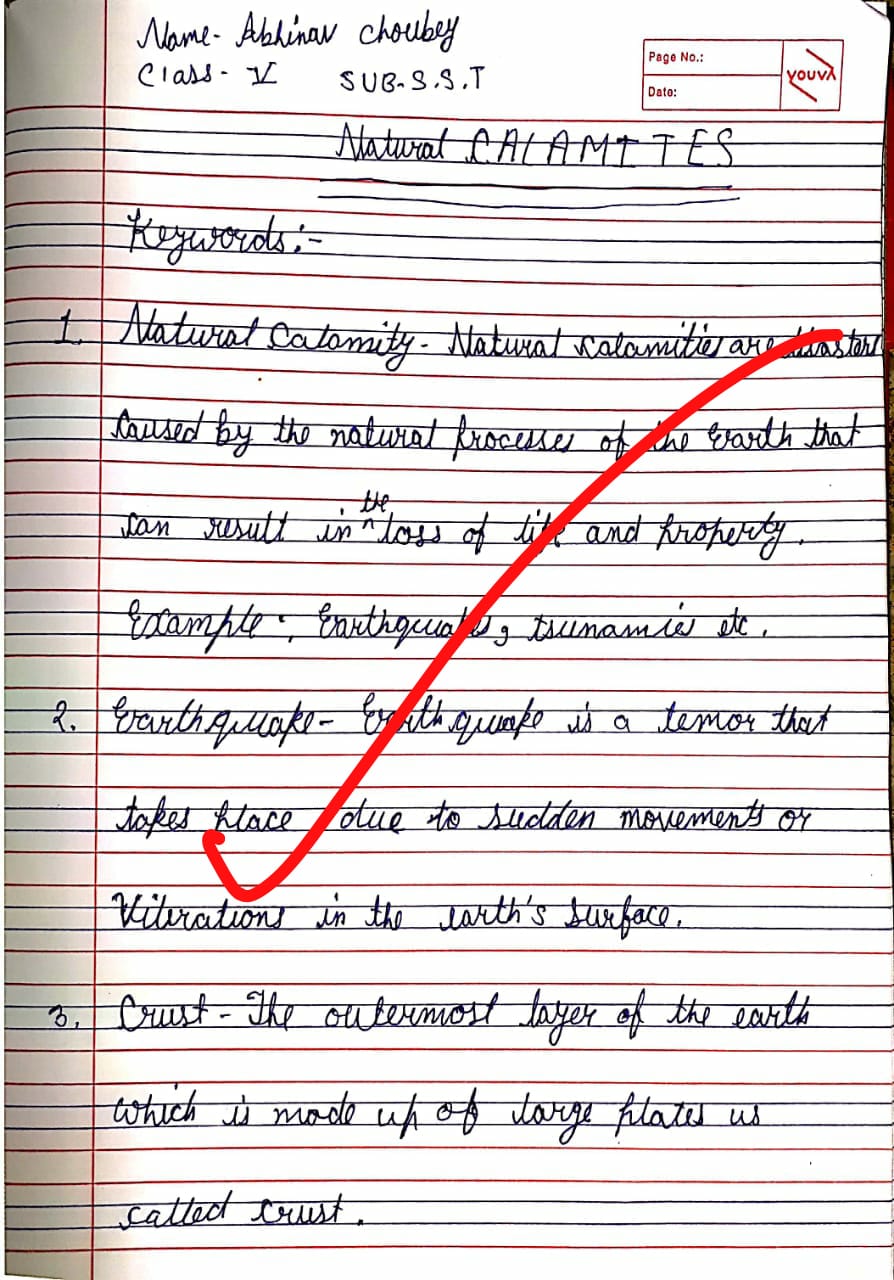 Name- Abhinav choubey
Class- V SUB-S.S.T
Page No.:
Date:
youva
Natural CALAMITES
Keywords:-
1. Natural Calamity- Natural calamities are disasters
caused by the natural processes of the Earth that
can result in ^the loss of life and property.
Example:, Earthquakes, tsunamies etc.
2. Earthquake- Earthquake is a temor that
takes place due to sudden movements or
Vibrations in the earth's surface.
3. Crust- The outermost layer of the earth
which is made up of large plates us
called crust.